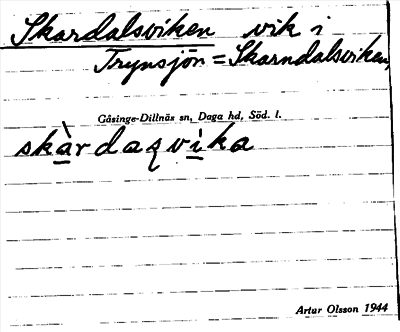 Skardalsviken vik i
Trynsjön = Skarndalsviken,
Gåsinge-Dillnäs sn, Daga hd, Söd. l.
skàrdaqvika
Artur Olsson 1944